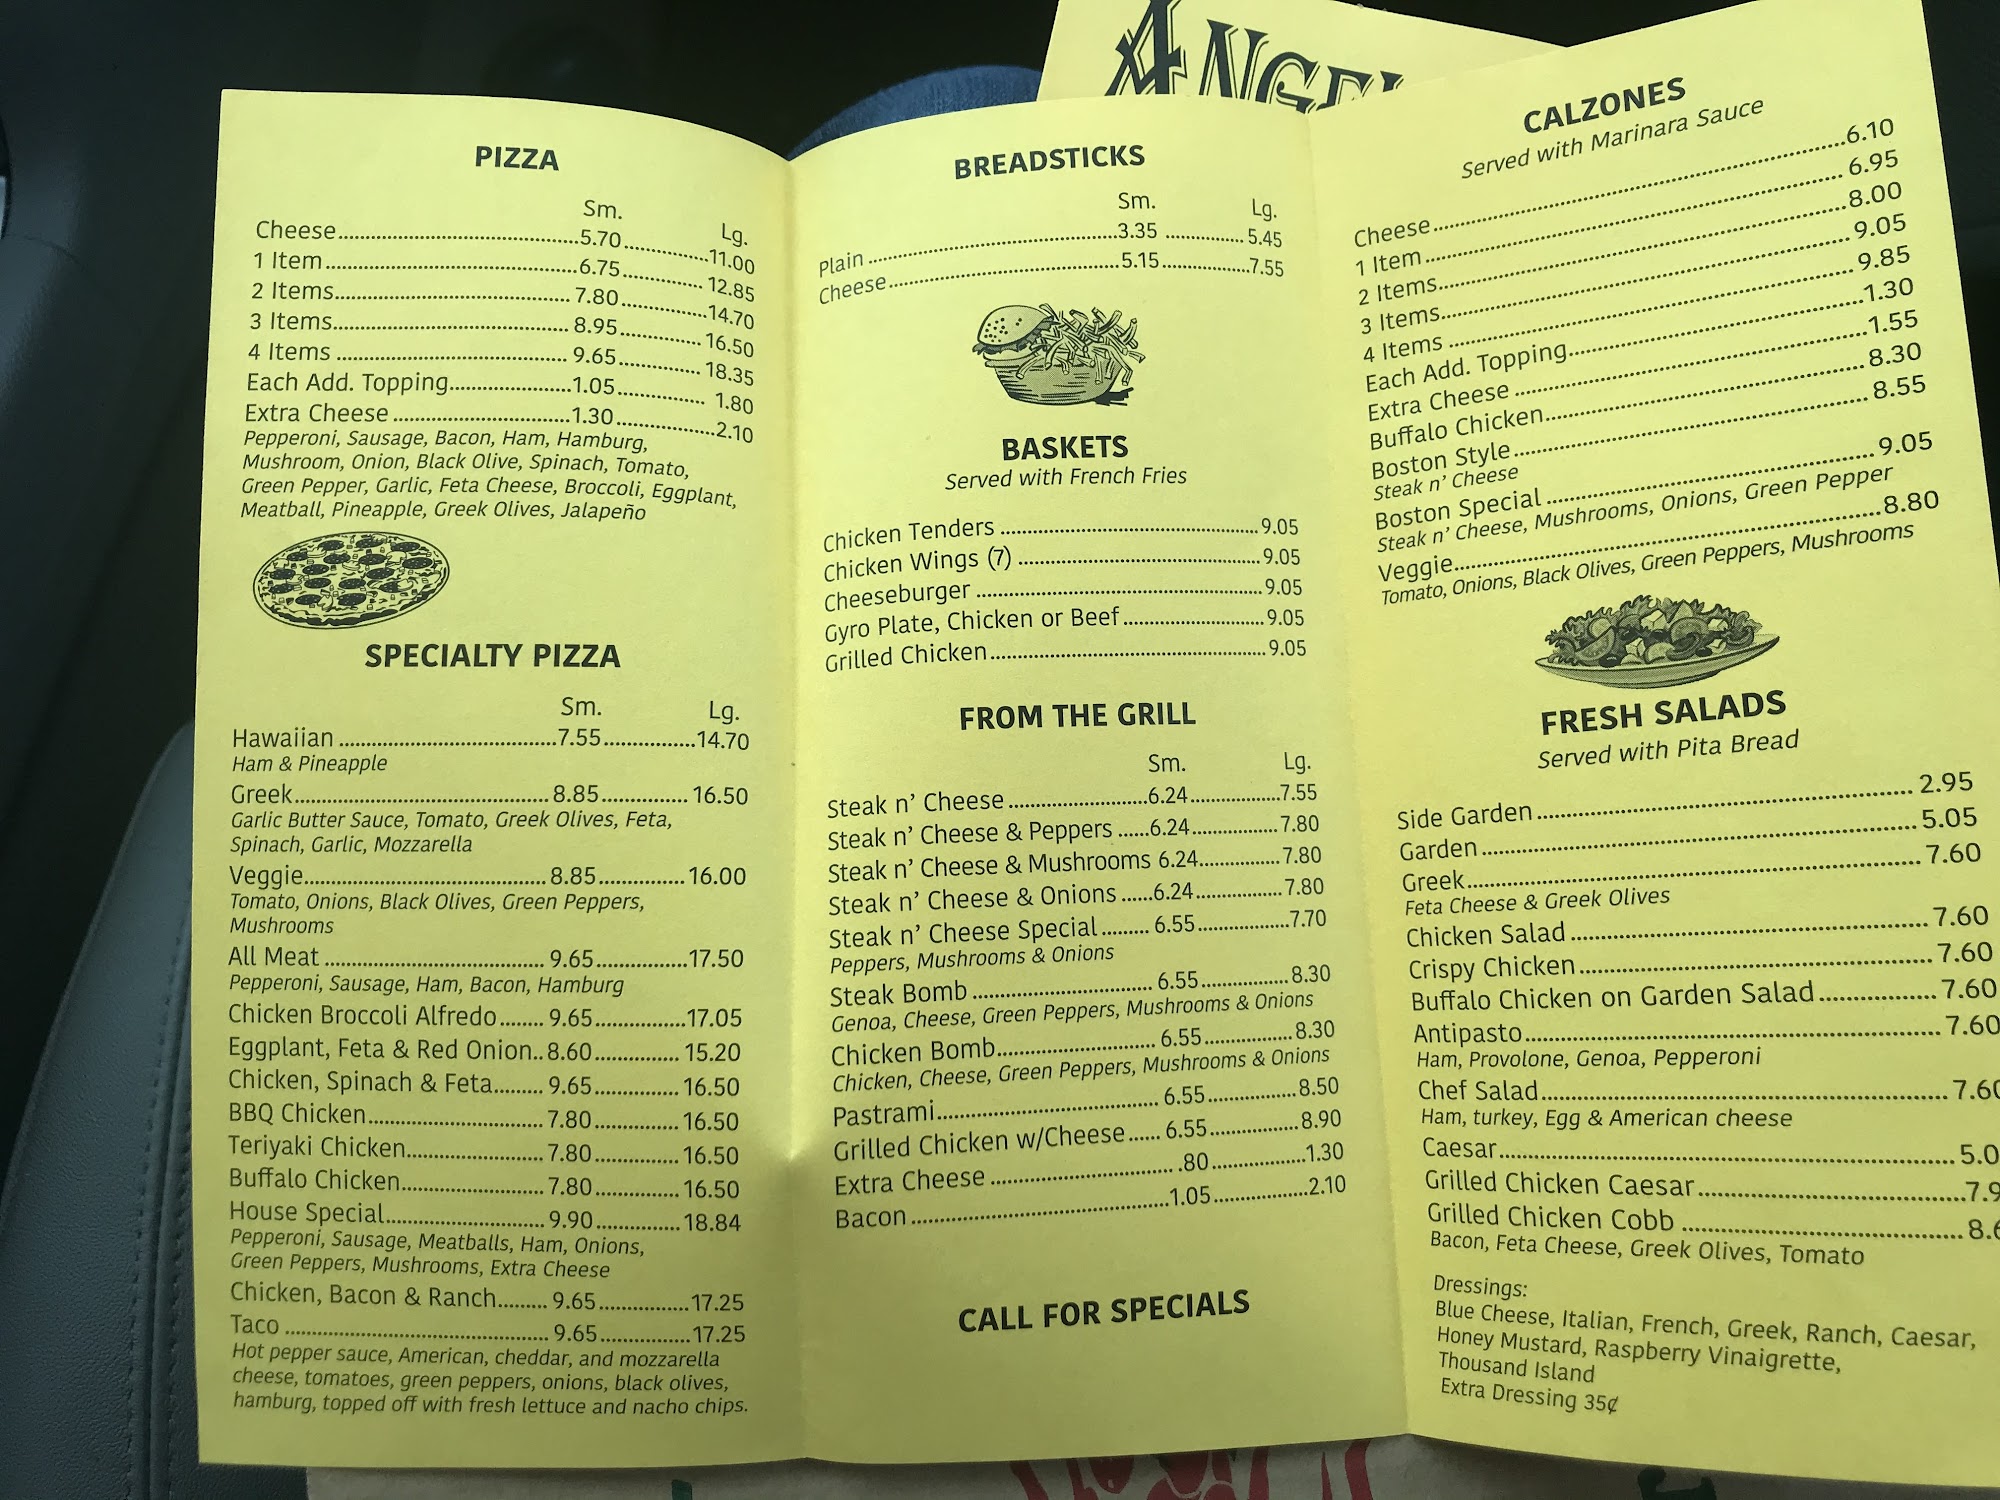 ANGEL
PIZZA
Sm. Lg.
Cheese 5.70 11.00
1 Item 6.75 12.85
2 Items 7.80 14.70
3 Items 8.95 16.50
4 Items 9.65 18.35
Each Add. Topping 1.05 1.80
Extra Cheese 1.30 2.10
Pepperoni, Sausage, Bacon, Ham, Hamburg,
Mushroom, Onion, Black Olive, Spinach, Tomato,
Green Pepper, Garlic, Feta Cheese, Broccoli, Eggplant,
Meatball, Pineapple, Greek Olives, Jalapeño
SPECIALTY PIZZA
Sm. Lg.
Hawaiian 7.55 14.70
Ham & Pineapple
Greek 8.85 16.50
Garlic Butter Sauce, Tomato, Greek Olives, Feta,
Spinach, Garlic, Mozzarella
Veggie 8.85 16.00
Tomato, Onions, Black Olives, Green Peppers,
Mushrooms
All Meat 9.65 17.50
Pepperoni, Sausage, Ham, Bacon, Hamburg
Chicken Broccoli Alfredo 9.65 17.05
Eggplant, Feta & Red Onion 8.60 15.20
Chicken, Spinach & Feta 9.65 16.50
BBQ Chicken 7.80 16.50
Teriyaki Chicken 7.80 16.50
Buffalo Chicken 7.80 16.50
House Special 9.90 18.84
Pepperoni, Sausage, Meatballs, Ham, Onions,
Green Peppers, Mushrooms, Extra Cheese
Chicken, Bacon & Ranch 9.65 17.25
Taco 9.65 17.25
Hot pepper sauce, American, cheddar, and mozzarella
cheese, tomatoes, green peppers, onions, black olives,
hamburg, topped off with fresh lettuce and nacho chips.
BREADSTICKS
Sm. Lg.
Plain 3.35 5.45
Cheese 5.15 7.55
BASKETS
Served with French Fries
Chicken Tenders 9.05
Chicken Wings (7) 9.05
Cheeseburger 9.05
Gyro Plate, Chicken or Beef 9.05
Grilled Chicken 9.05
FROM THE GRILL
Sm. Lg.
Steak n' Cheese 6.24 7.55
Steak n' Cheese & Peppers 6.24 7.80
Steak n' Cheese & Mushrooms 6.24 7.80
Steak n' Cheese & Onions 6.24 7.80
Steak n' Cheese Special 6.55 7.70
Peppers, Mushrooms & Onions
Steak Bomb 6.55 8.30
Genoa, Cheese, Green Peppers, Mushrooms & Onions
Chicken Bomb 6.55 8.30
Chicken, Cheese, Green Peppers, Mushrooms & Onions
Pastrami 6.55 8.50
Grilled Chicken w/Cheese 6.55 8.90
Extra Cheese .80 1.30
Bacon 1.05 2.10
CALL FOR SPECIALS
CALZONES
Served with Marinara Sauce
Cheese 6.10
1 Item 6.95
2 Items 8.00
3 Items 9.05
4 Items 9.85
Each Add. Topping 1.30
Extra Cheese 1.55
Buffalo Chicken 8.30
Boston Style 8.55
Steak n' Cheese
Boston Special 9.05
Steak n' Cheese, Mushrooms, Onions, Green Pepper
Veggie 8.80
Tomato, Onions, Black Olives, Green Peppers, Mushrooms
FRESH SALADS
Served with Pita Bread
Side Garden 2.95
Garden 5.05
Greek 7.60
Feta Cheese & Greek Olives
Chicken Salad 7.60
Crispy Chicken 7.60
Buffalo Chicken on Garden Salad 7.60
Antipasto 7.60
Ham, Provolone, Genoa, Pepperoni
Chef Salad 7.60
Ham, turkey, Egg & American cheese
Caesar 5.0
Grilled Chicken Caesar 7.9
Grilled Chicken Cobb 8.6
Bacon, Feta Cheese, Greek Olives, Tomato
Dressings:
Blue Cheese, Italian, French, Greek, Ranch, Caesar,
Honey Mustard, Raspberry Vinaigrette,
Thousand Island
Extra Dressing 35¢